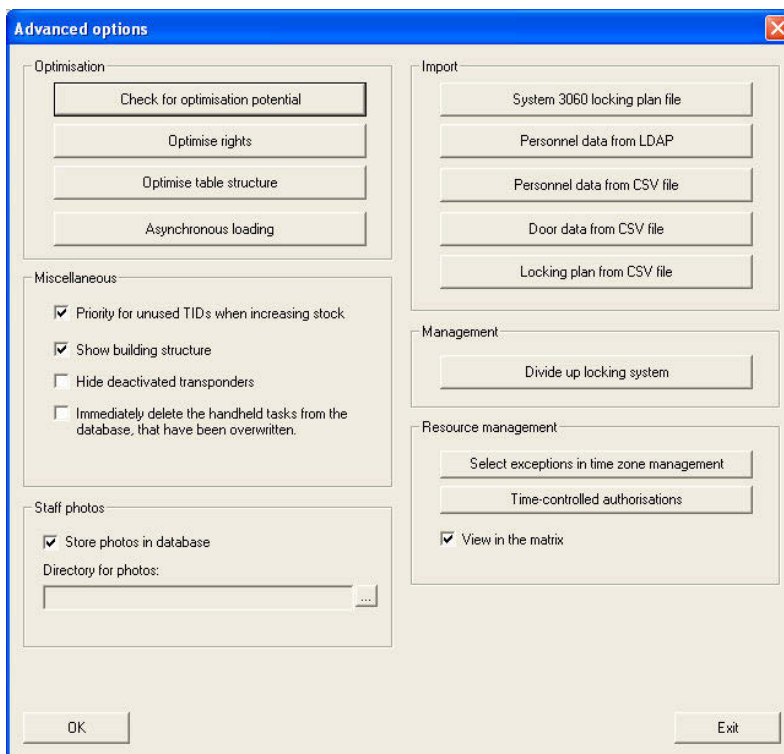 Advanced options
Optimisation
Check for optimisation potential
Optimise rights
Optimise table structure
Asynchronous loading
Miscellaneous
Priority for unused TIDs when increasing stock
Show building structure
Hide deactivated transponders
Immediately delete the handheld tasks from the
database, that have been overwritten.
Staff photos
Store photos in database
Directory for photos:
...
Import
System 3060 locking plan file
Personnel data from LDAP
Personnel data from CSV file
Door data from CSV file
Locking plan from CSV file
Management
Divide up locking system
Resource management
Select exceptions in time zone management
Time-controlled authorisations
View in the matrix
OK
Exit